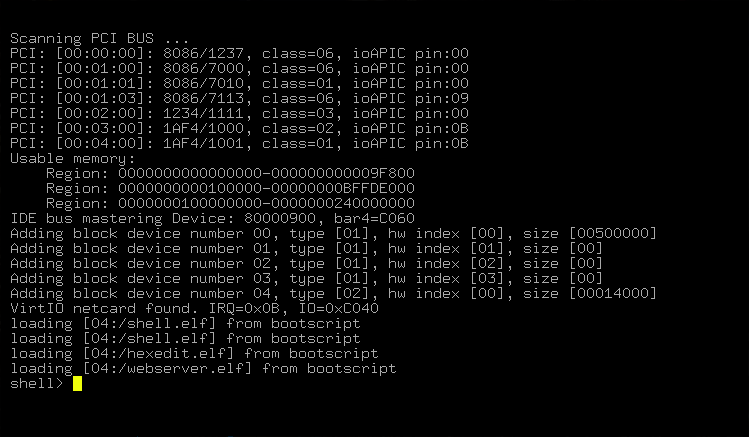 Scanning PCI BUS ...
PCI: [00:00:00]: 8086/1237, class=06, ioAPIC pin:00
PCI: [00:01:00]: 8086/7000, class=06, ioAPIC pin:00
PCI: [00:01:01]: 8086/7010, class=01, ioAPIC pin:00
PCI: [00:01:03]: 8086/7113, class=06, ioAPIC pin:09
PCI: [00:02:00]: 1234/1111, class=03, ioAPIC pin:00
PCI: [00:03:00]: 1AF4/1000, class=02, ioAPIC pin:0B
PCI: [00:04:00]: 1AF4/1001, class=01, ioAPIC pin:0B
Usable memory:
    Region: 0000000000000000-000000000009F800
    Region: 0000000000100000-00000000BFFDE000
    Region: 0000000100000000-0000000240000000
IDE bus mastering Device: 80000900, bar4=C060
Adding block device number 00, type [01], hw index [00], size [00500000]
Adding block device number 01, type [01], hw index [01], size [00]
Adding block device number 02, type [01], hw index [02], size [00]
Adding block device number 03, type [01], hw index [03], size [00]
Adding block device number 04, type [02], hw index [00], size [00014000]
VirtIO netcard found. IRQ=0x0B, IO=0xC040
loading [04:/shell.elf] from bootscript
loading [04:/shell.elf] from bootscript
loading [04:/hexedit.elf] from bootscript
loading [04:/webserver.elf] from bootscript
shell>